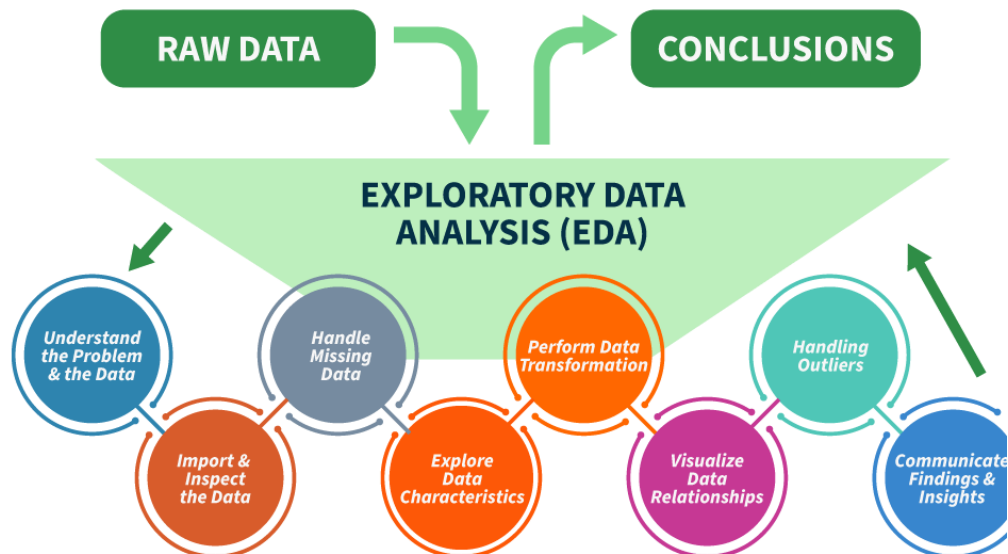 RAW DATA
CONCLUSIONS
EXPLORATORY DATA
ANALYSIS (EDA)
Understand
the Problem
& the Data
Import &
Inspect
the Data
Handle
Missing
Data
Explore
Data
Characteristics
Perform Data
Transformation
Visualize
Data
Relationships
Handling
Outliers
Communicate
Findings &
Insights